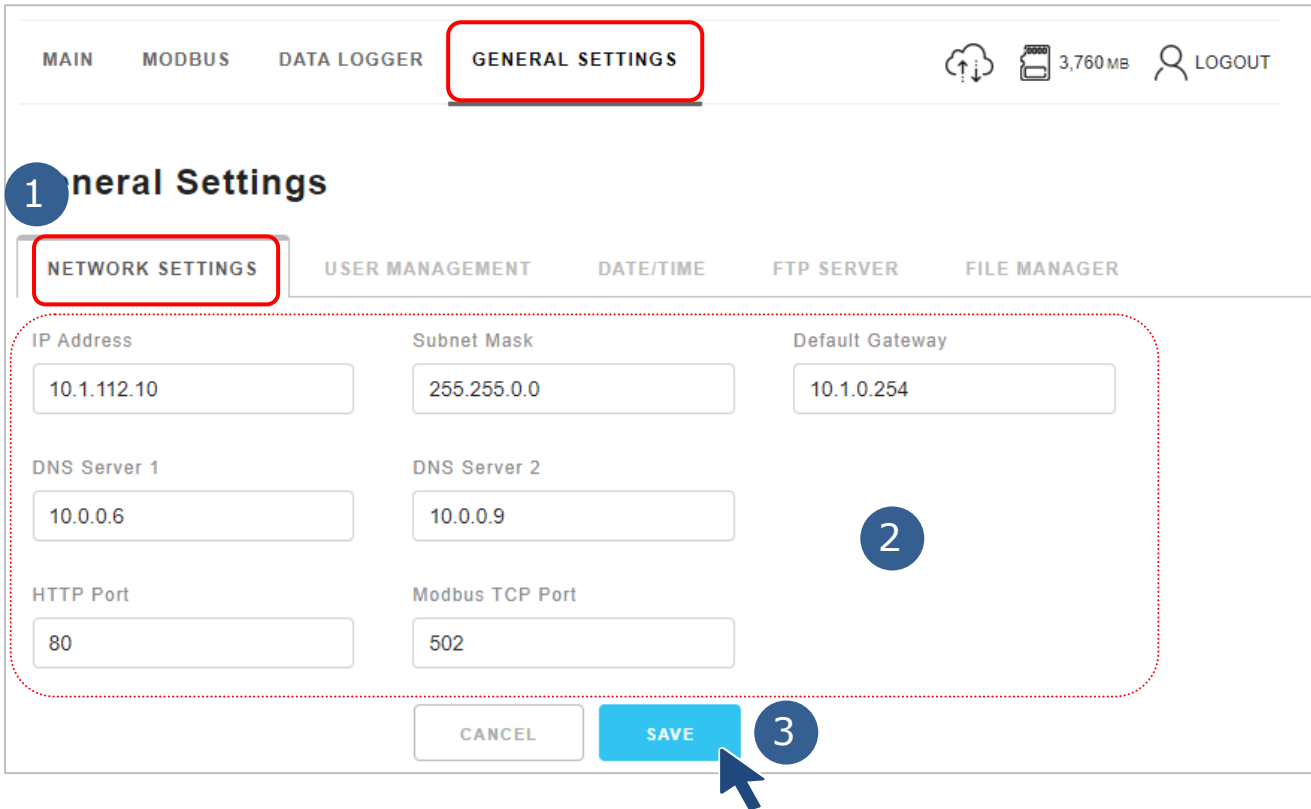 MAIN MODBUS DATA LOGGER GENERAL SETTINGS 3,760 MB LOGOUT
1 neral Settings
NETWORK SETTINGS USER MANAGEMENT DATE/TIME FTP SERVER FILE MANAGER
IP Address Subnet Mask Default Gateway
10.1.112.10 255.255.0.0 10.1.0.254
DNS Server 1 DNS Server 2
10.0.0.6 10.0.0.9
2
HTTP Port Modbus TCP Port
80 502
CANCEL SAVE 3